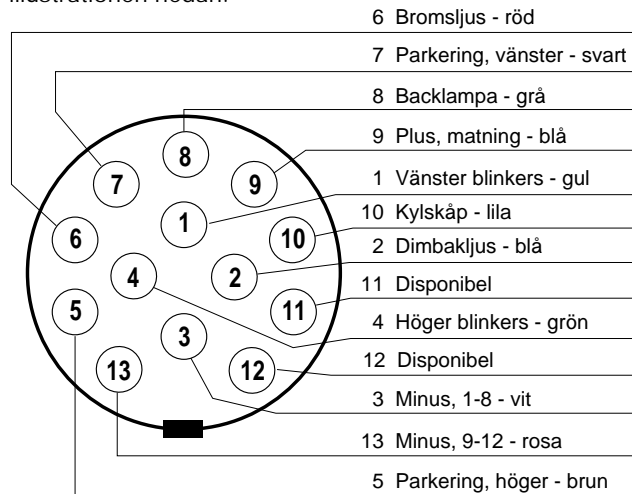 6 Bromsljus - röd
7 Parkering, vänster - svart
8 Backlampa - grå
9 Plus, matning - blå
1 Vänster blinkers - gul
10 Kylskåp - lila
2 Dimbakljus - blå
11 Disponibel
4 Höger blinkers - grön
12 Disponibel
3 Minus, 1-8 - vit
13 Minus, 9-12 - rosa
5 Parkering, höger - brun
8
7
9
1
6
10
4
2
5
11
3
13
12